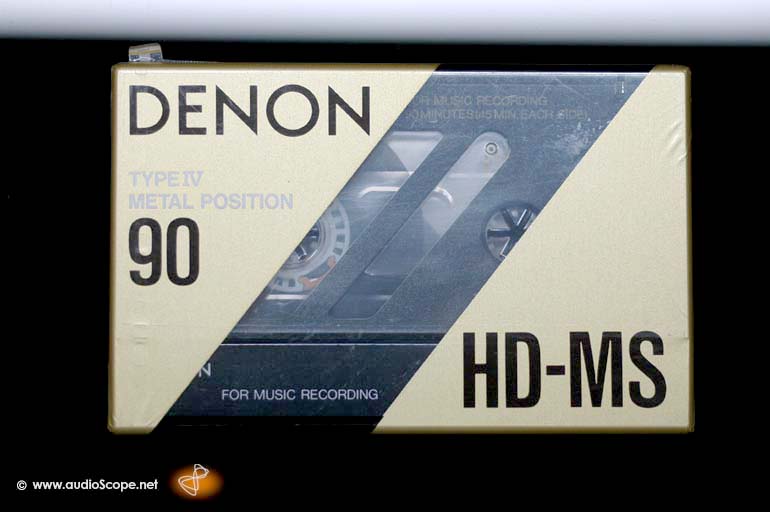 DENON
FOR MUSIC RECORDING
90 MINUTES (45 MIN. EACH SIDE)
TYPE IV
METAL POSITION
90
HD-MS
N
FOR MUSIC RECORDING
© www.audioScope.net